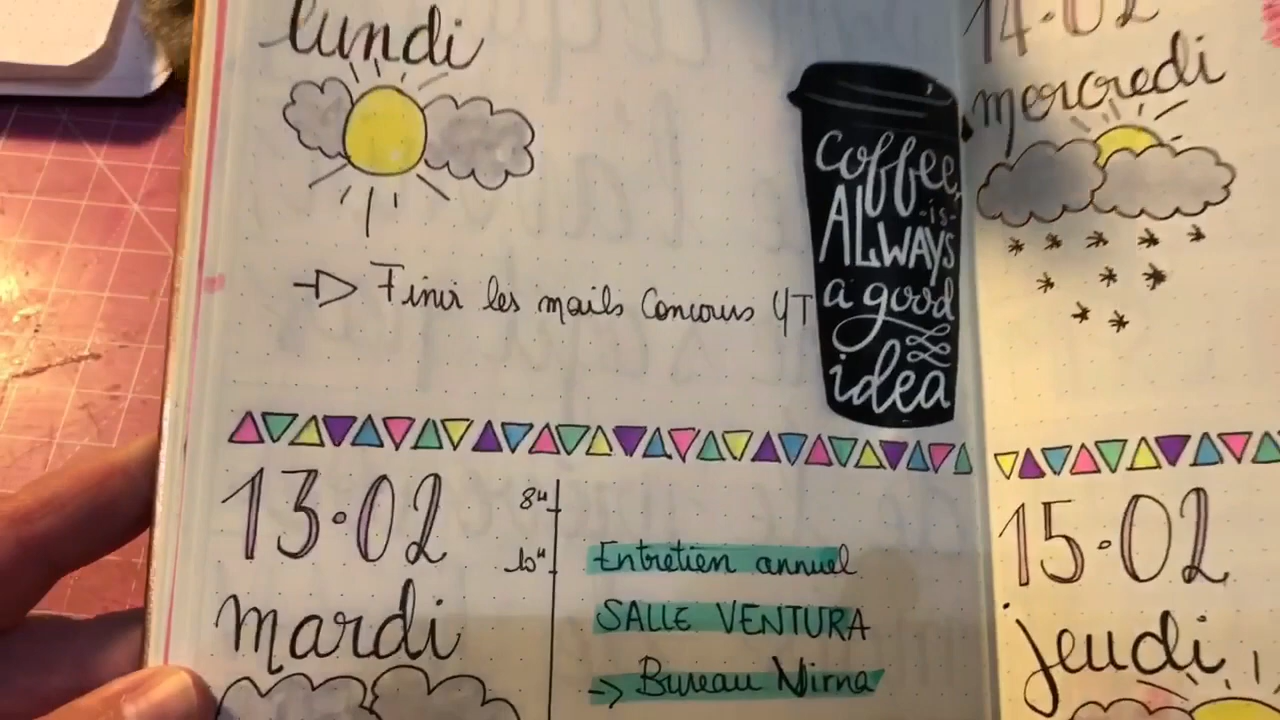 lundi
→ Finir les mails Concours YT
coffee,
ALWAYS
-is-
a good
idea
13.02
mardi
8H
10H
Entretien annuel
SALLE VENTURA
→ Bureau Nirna
14.02
mercredi
15.02
jeudi